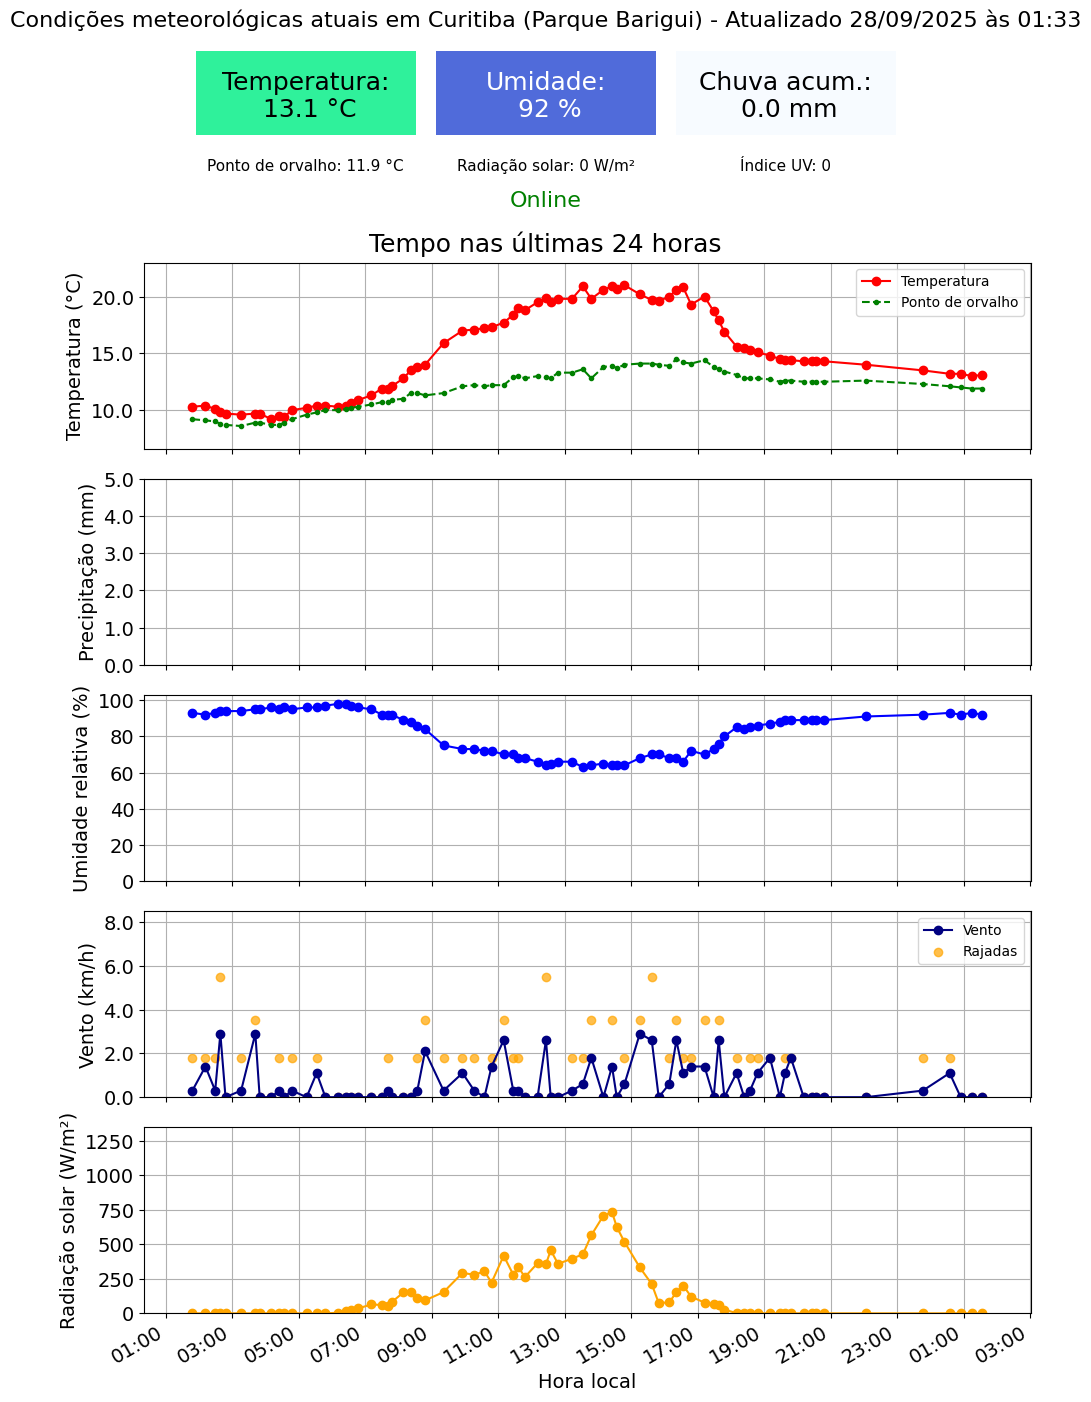 Condições meteorológicas atuais em Curitiba (Parque Barigui) - Atualizado 28/09/2025 às 01:33
Temperatura:
13.1 °C
Umidade:
92 %
Chuva acum.:
0.0 mm
Ponto de orvalho: 11.9 °C
Radiação solar: 0 W/m²
Índice UV: 0
Online
Tempo nas últimas 24 horas
Temperatura (°C)
20.0
15.0
10.0
Temperatura
Ponto de orvalho
Precipitação (mm)
5.0
4.0
3.0
2.0
1.0
0.0
Umidade relativa (%)
100
80
60
40
20
0
Vento (km/h)
8.0
6.0
4.0
2.0
0.0
Vento
Rajadas
Radiação solar (W/m²)
1250
1000
750
500
250
0
01:00
03:00
05:00
07:00
09:00
11:00
13:00
15:00
17:00
19:00
21:00
23:00
01:00
03:00
Hora local